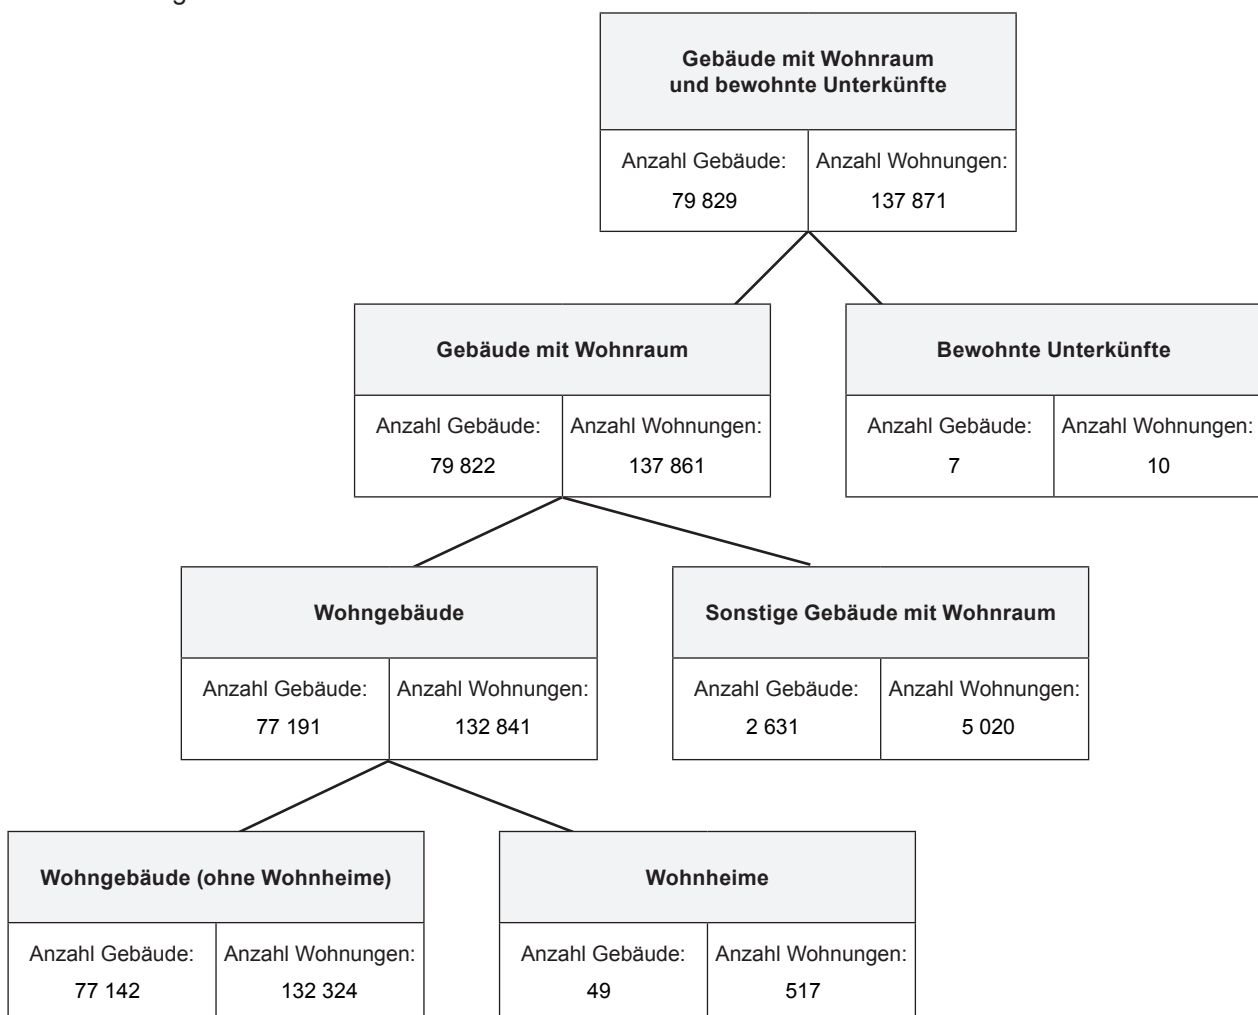 Gebäude mit Wohnraum
und bewohnte Unterkünfte
Anzahl Gebäude: Anzahl Wohnungen:
79 829 137 871
Gebäude mit Wohnraum Bewohnte Unterkünfte
Anzahl Gebäude: Anzahl Wohnungen: Anzahl Gebäude: Anzahl Wohnungen:
79 822 137 861 7 10
Wohngebäude Sonstige Gebäude mit Wohnraum
Anzahl Gebäude: Anzahl Wohnungen: Anzahl Gebäude: Anzahl Wohnungen:
77 191 132 841 2 631 5 020
Wohngebäude (ohne Wohnheime) Wohnheime
Anzahl Gebäude: Anzahl Wohnungen: Anzahl Gebäude: Anzahl Wohnungen:
77 142 132 324 49 517